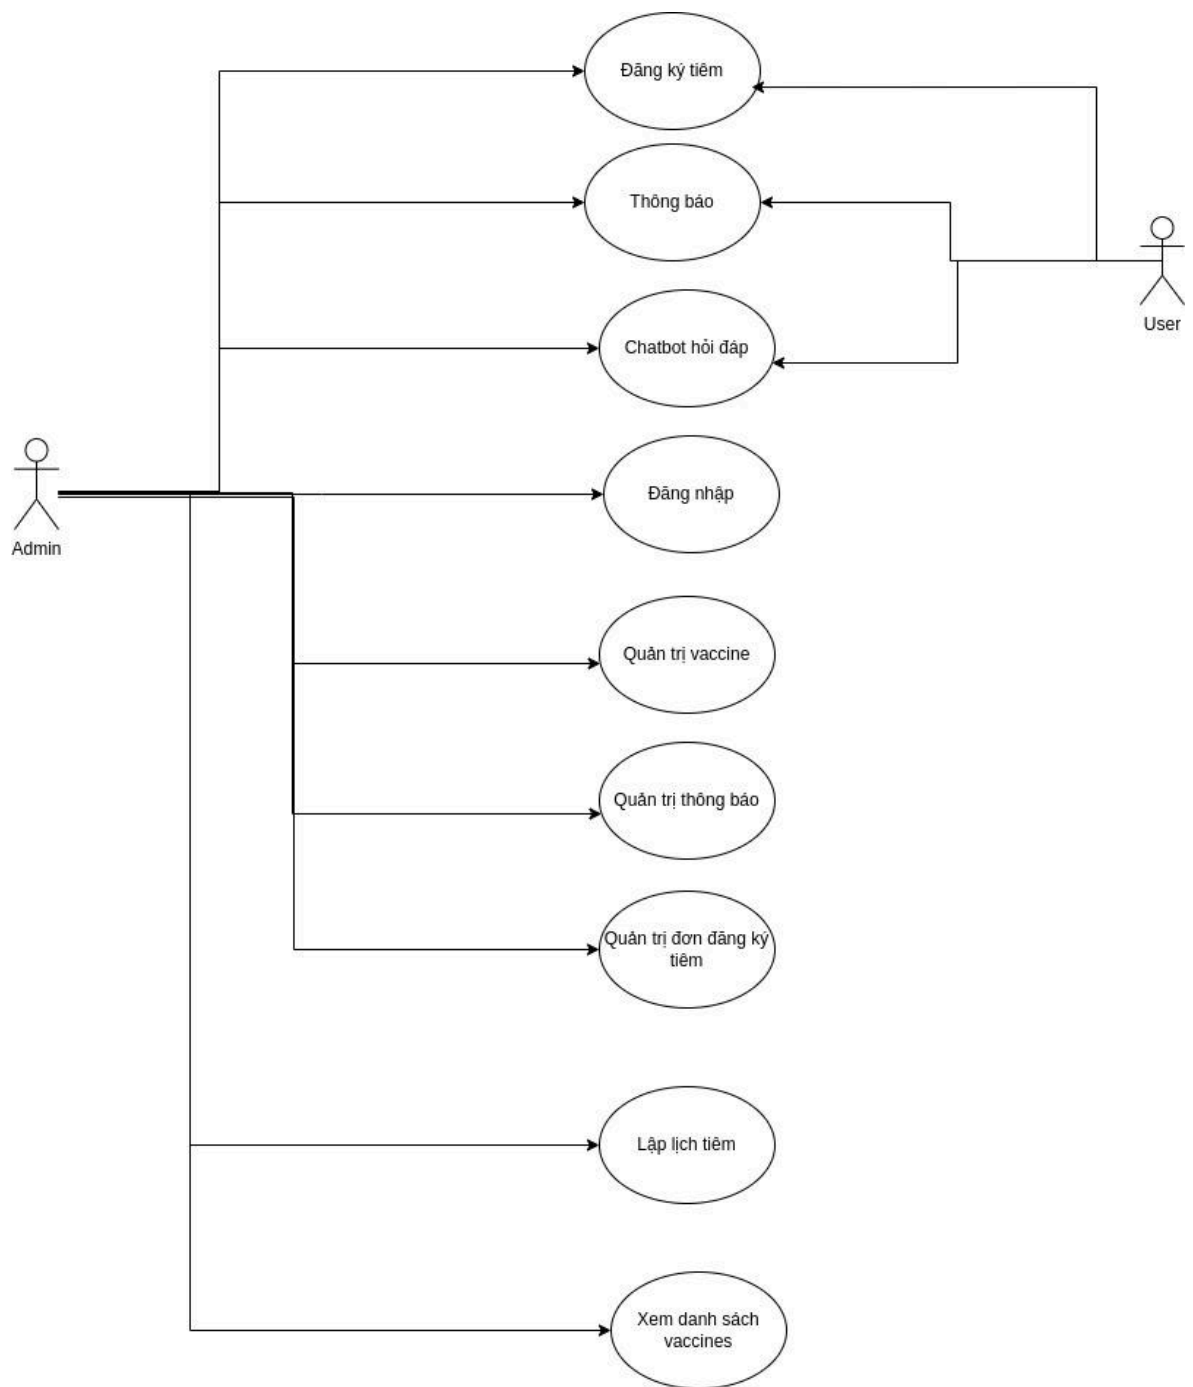 Đăng ký tiêm
Thông báo
User
Chatbot hỏi đáp
Admin
Đăng nhập
Quản trị vaccine
Quản trị thông báo
Quản trị đơn đăng ký
tiêm
Lập lịch tiêm
Xem danh sách
vaccines